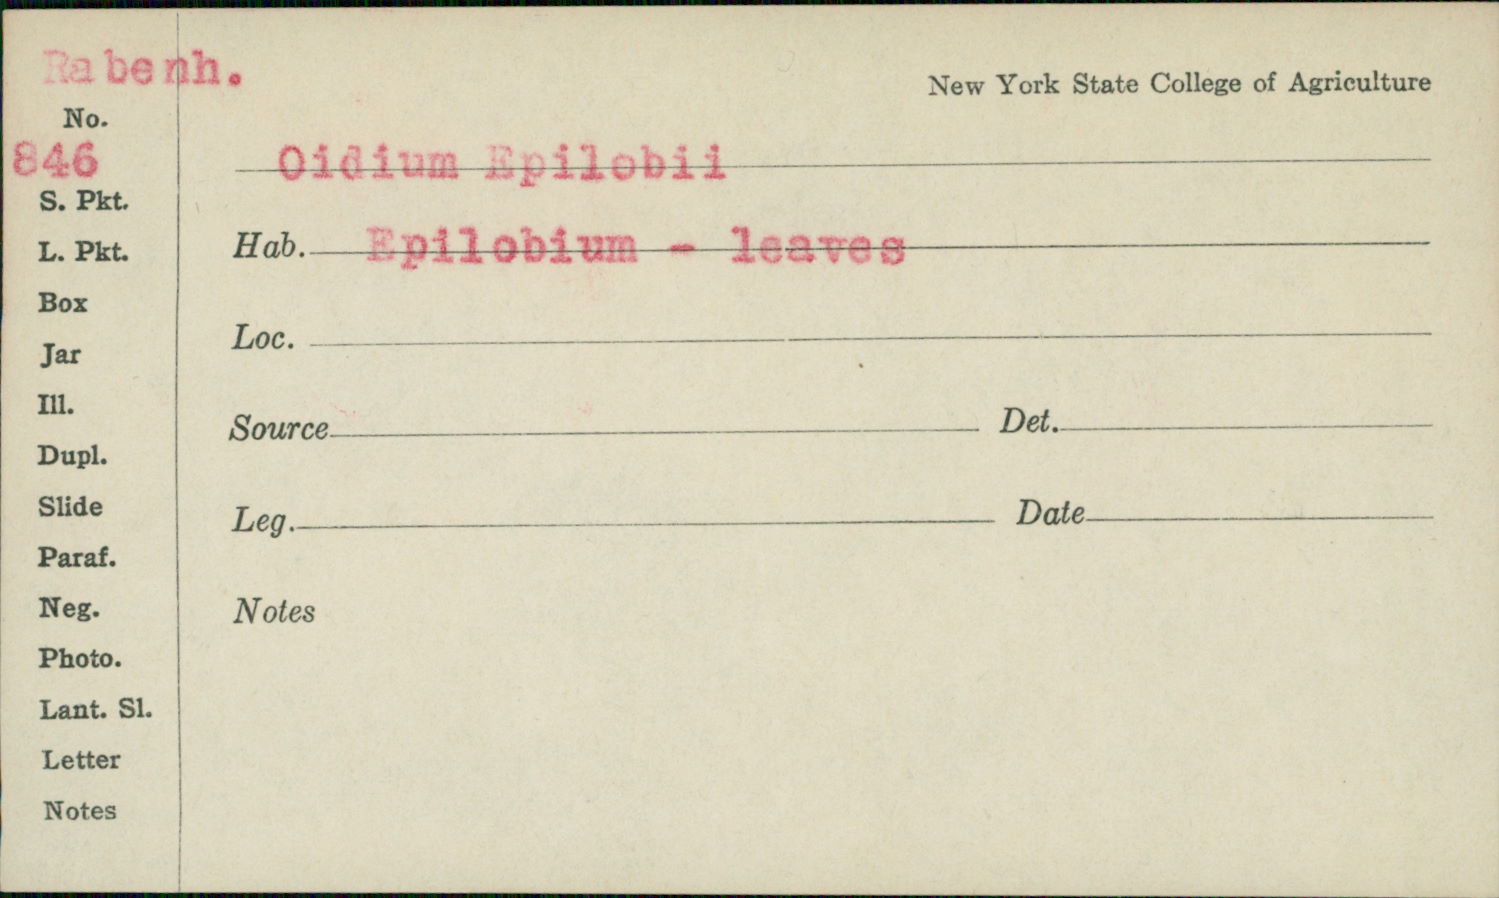 Rabenh.
New York State College of Agriculture
No.
846
Oidium Epilobii
S. Pkt.
Hab. Epilobium - leaves
L. Pkt.
Box
Loc.
Jar
Ill.
Source Det.
Dupl.
Slide
Leg. Date
Paraf.
Neg.
Notes
Photo.
Lant. Sl.
Letter
Notes